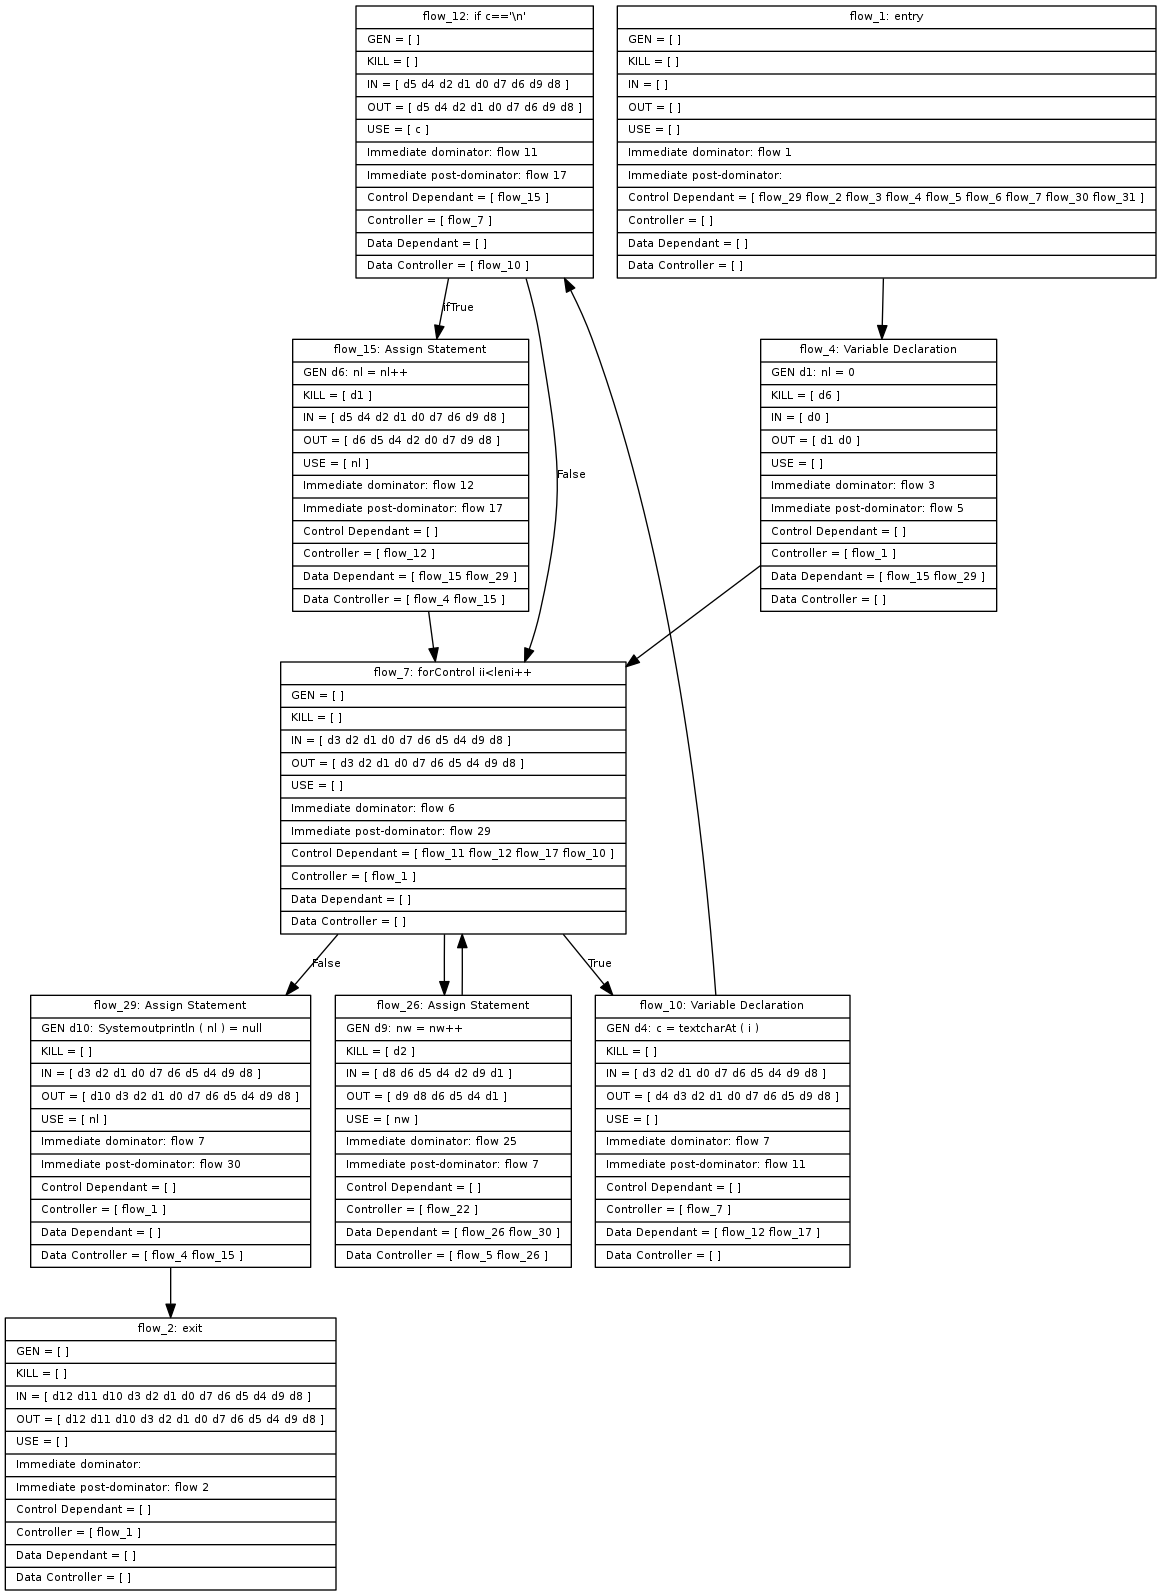 flow_12: if c=='\n'
GEN = [ ]
KILL = [ ]
IN = [ d5 d4 d2 d1 d0 d7 d6 d9 d8 ]
OUT = [ d5 d4 d2 d1 d0 d7 d6 d9 d8 ]
USE = [ c ]
Immediate dominator: flow 11
Immediate post-dominator: flow 17
Control Dependant = [ flow_15 ]
Controller = [ flow_7 ]
Data Dependant = [ ]
Data Controller = [ flow_10 ]
flow_1: entry
GEN = [ ]
KILL = [ ]
IN = [ ]
OUT = [ ]
USE = [ ]
Immediate dominator: flow 1
Immediate post-dominator:
Control Dependant = [ flow_29 flow_2 flow_3 flow_4 flow_5 flow_6 flow_7 flow_30 flow_31 ]
Controller = [ ]
Data Dependant = [ ]
Data Controller = [ ]
ifTrue
flow_15: Assign Statement
GEN d6: nl = nl++
KILL = [ d1 ]
IN = [ d5 d4 d2 d1 d0 d7 d6 d9 d8 ]
OUT = [ d6 d5 d4 d2 d0 d7 d9 d8 ]
USE = [ nl ]
Immediate dominator: flow 12
Immediate post-dominator: flow 17
Control Dependant = [ ]
Controller = [ flow_12 ]
Data Dependant = [ flow_15 flow_29 ]
Data Controller = [ flow_4 flow_15 ]
False
flow_4: Variable Declaration
GEN d1: nl = 0
KILL = [ d6 ]
IN = [ d0 ]
OUT = [ d1 d0 ]
USE = [ ]
Immediate dominator: flow 3
Immediate post-dominator: flow 5
Control Dependant = [ ]
Controller = [ flow_1 ]
Data Dependant = [ flow_15 flow_29 ]
Data Controller = [ ]
flow_7: forControl ii<leni++
GEN = [ ]
KILL = [ ]
IN = [ d3 d2 d1 d0 d7 d6 d5 d4 d9 d8 ]
OUT = [ d3 d2 d1 d0 d7 d6 d5 d4 d9 d8 ]
USE = [ ]
Immediate dominator: flow 6
Immediate post-dominator: flow 29
Control Dependant = [ flow_11 flow_12 flow_17 flow_10 ]
Controller = [ flow_1 ]
Data Dependant = [ ]
Data Controller = [ ]
False
True
flow_29: Assign Statement
GEN d10: Systemoutprintln ( nl ) = null
KILL = [ ]
IN = [ d3 d2 d1 d0 d7 d6 d5 d4 d9 d8 ]
OUT = [ d10 d3 d2 d1 d0 d7 d6 d5 d4 d9 d8 ]
USE = [ nl ]
Immediate dominator: flow 7
Immediate post-dominator: flow 30
Control Dependant = [ ]
Controller = [ flow_1 ]
Data Dependant = [ ]
Data Controller = [ flow_4 flow_15 ]
flow_26: Assign Statement
GEN d9: nw = nw++
KILL = [ d2 ]
IN = [ d8 d6 d5 d4 d2 d9 d1 ]
OUT = [ d9 d8 d6 d5 d4 d1 ]
USE = [ nw ]
Immediate dominator: flow 25
Immediate post-dominator: flow 7
Control Dependant = [ ]
Controller = [ flow_22 ]
Data Dependant = [ flow_26 flow_30 ]
Data Controller = [ flow_5 flow_26 ]
flow_10: Variable Declaration
GEN d4: c = textcharAt ( i )
KILL = [ ]
IN = [ d3 d2 d1 d0 d7 d6 d5 d4 d9 d8 ]
OUT = [ d4 d3 d2 d1 d0 d7 d6 d5 d9 d8 ]
USE = [ ]
Immediate dominator: flow 7
Immediate post-dominator: flow 11
Control Dependant = [ ]
Controller = [ flow_7 ]
Data Dependant = [ flow_12 flow_17 ]
Data Controller = [ ]
flow_2: exit
GEN = [ ]
KILL = [ ]
IN = [ d12 d11 d10 d3 d2 d1 d0 d7 d6 d5 d4 d9 d8 ]
OUT = [ d12 d11 d10 d3 d2 d1 d0 d7 d6 d5 d4 d9 d8 ]
USE = [ ]
Immediate dominator:
Immediate post-dominator: flow 2
Control Dependant = [ ]
Controller = [ flow_1 ]
Data Dependant = [ ]
Data Controller = [ ]